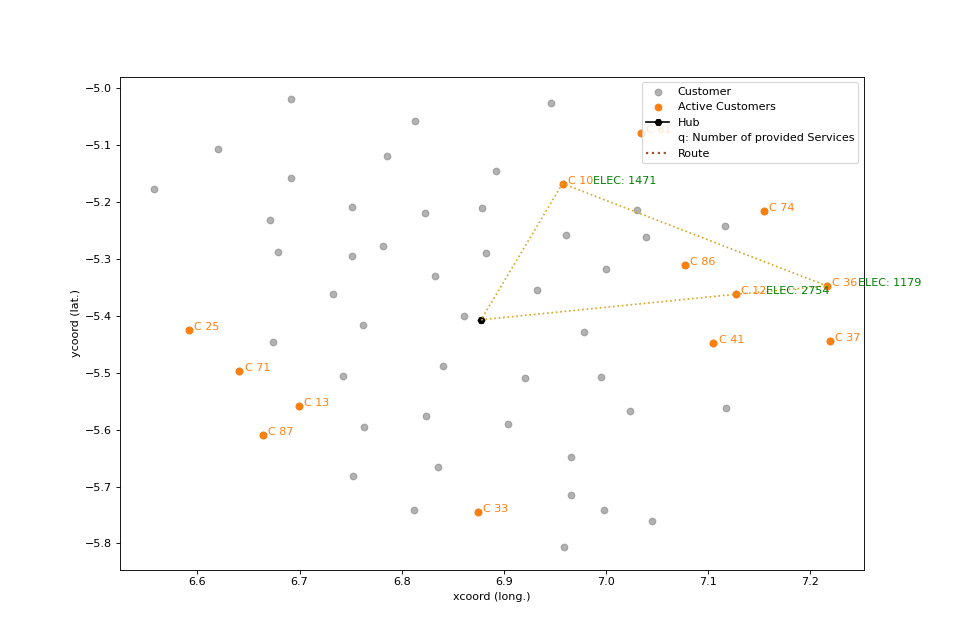 Customer
Active Customers
Hub
q: Number of provided Services
Route
C 10 ELEC: 1471
C 74
C 86
C 36 ELEC: 1179
C 12 ELEC: 2754
C 41
C 37
C 25
C 71
C 13
C 87
C 33
−5.0
−5.1
−5.2
−5.3
−5.4
−5.5
−5.6
−5.7
−5.8
ycoord (lat.)
6.6 6.7 6.8 6.9 7.0 7.1 7.2
xcoord (long.)